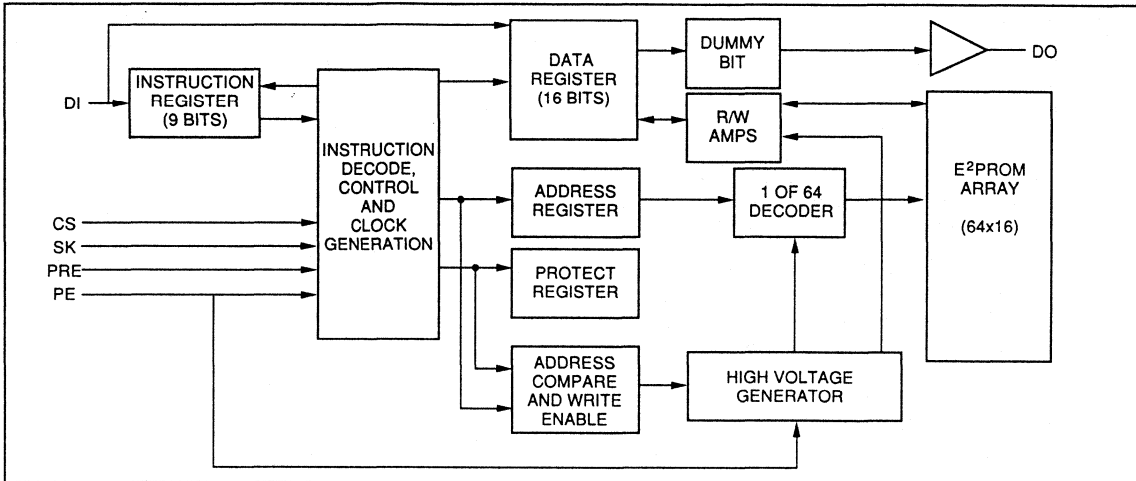 DI
INSTRUCTION
REGISTER
(9 BITS)
INSTRUCTION
DECODE,
CONTROL
AND
CLOCK
GENERATION
DATA
REGISTER
(16 BITS)
DUMMY
BIT
DO
R/W
AMPS
E²PROM
ARRAY
(64x16)
ADDRESS
REGISTER
1 OF 64
DECODER
CS
SK
PRE
PE
PROTECT
REGISTER
ADDRESS
COMPARE
AND WRITE
ENABLE
HIGH VOLTAGE
GENERATOR